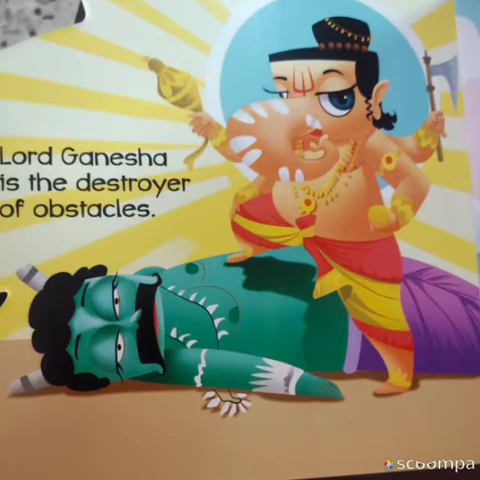 Lord Ganesha
is the destroyer
of obstacles.
scoompa